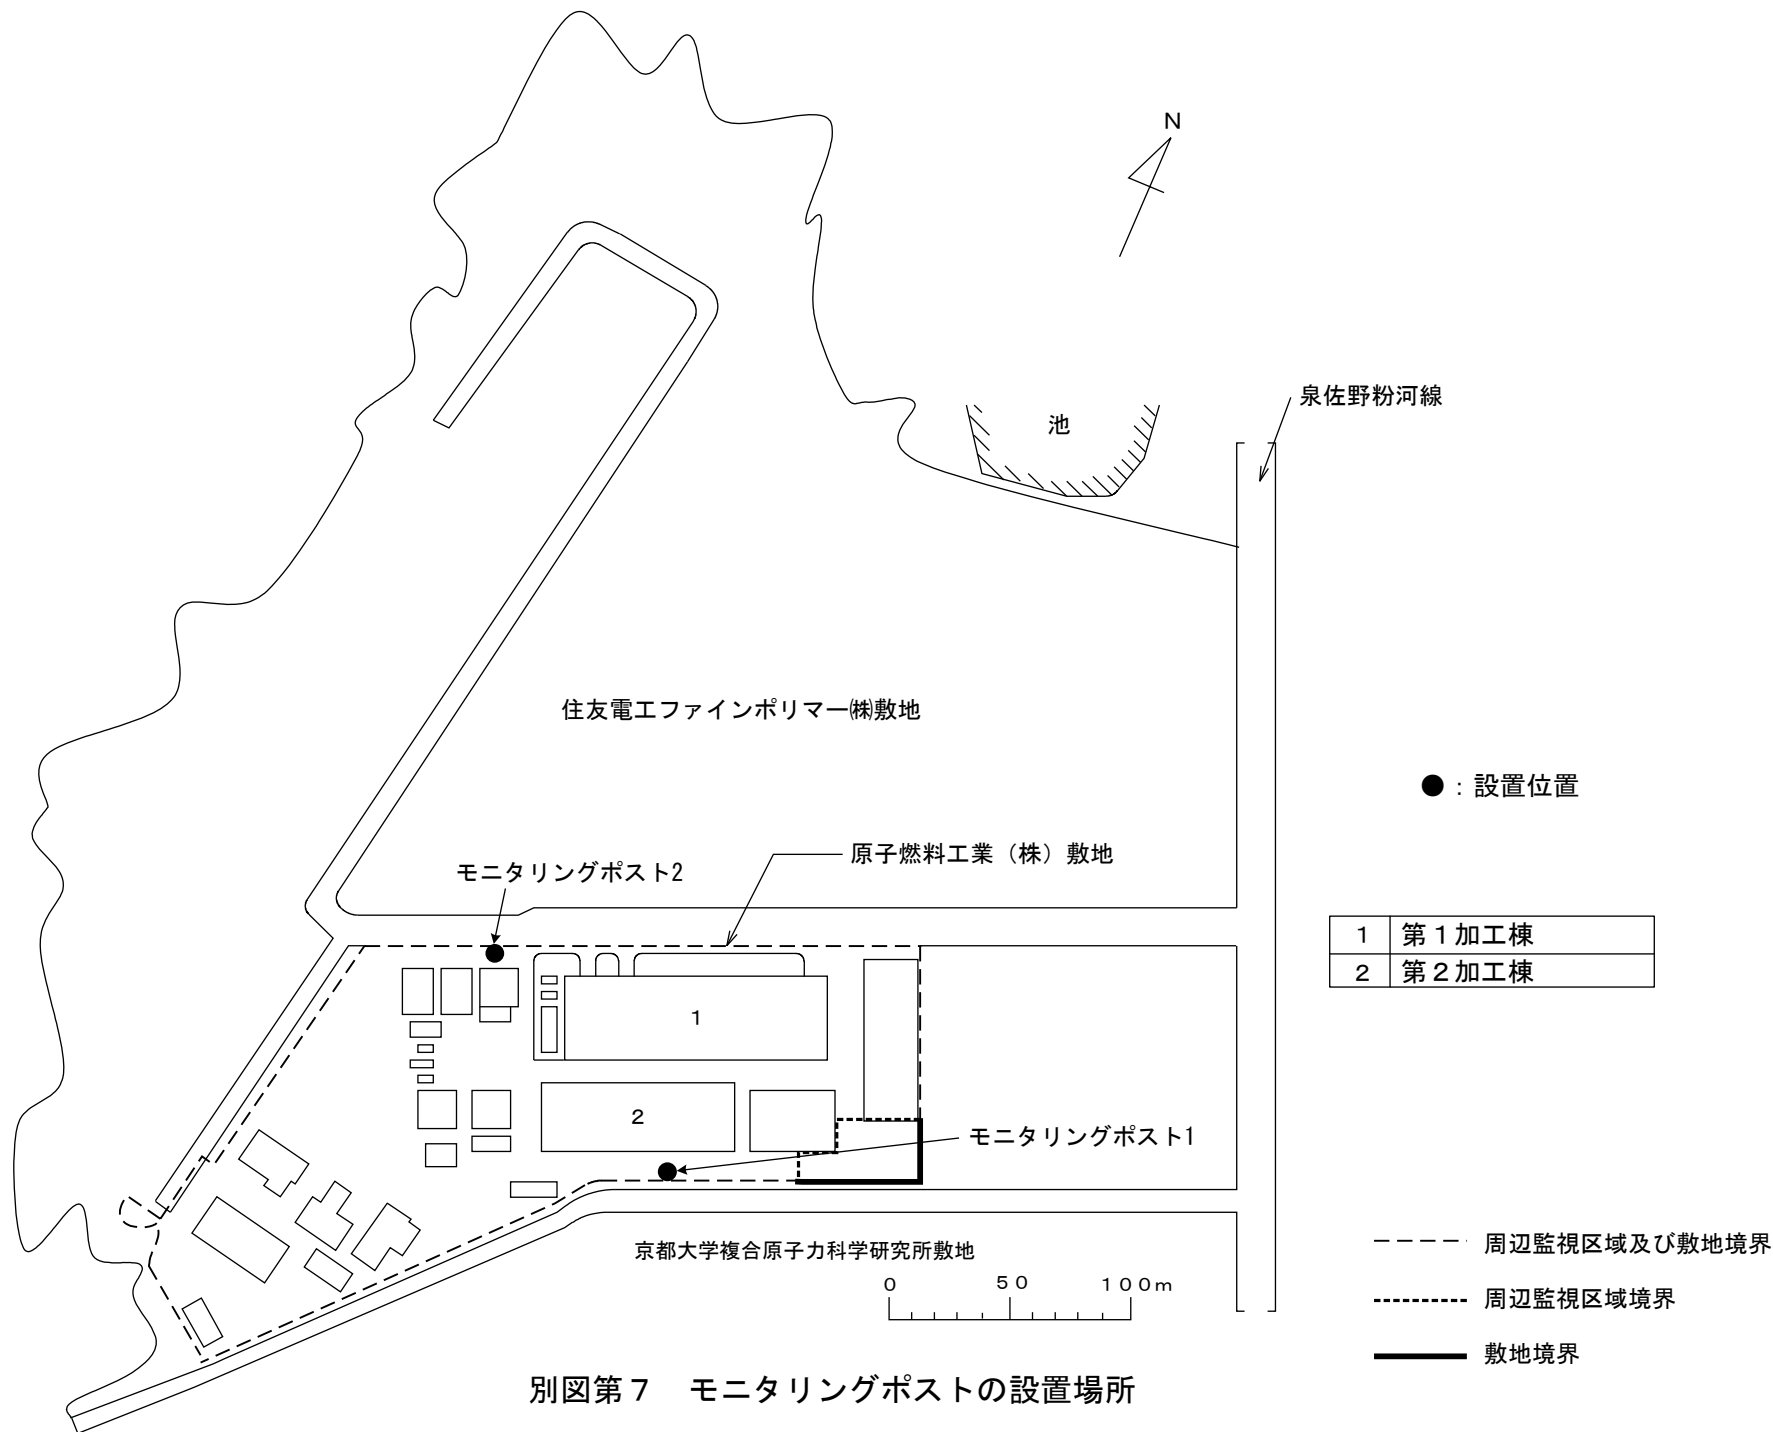 N
泉佐野粉河線
池
住友電工ファインポリマー㈱敷地
●：設置位置
原子燃料工業（株）敷地
モニタリングポスト2
1 第１加工棟
2 第２加工棟
1
2
モニタリングポスト1
京都大学複合原子力科学研究所敷地
0 50 100m
周辺監視区域及び敷地境界
周辺監視区域境界
敷地境界
別図第７　モニタリングポストの設置場所